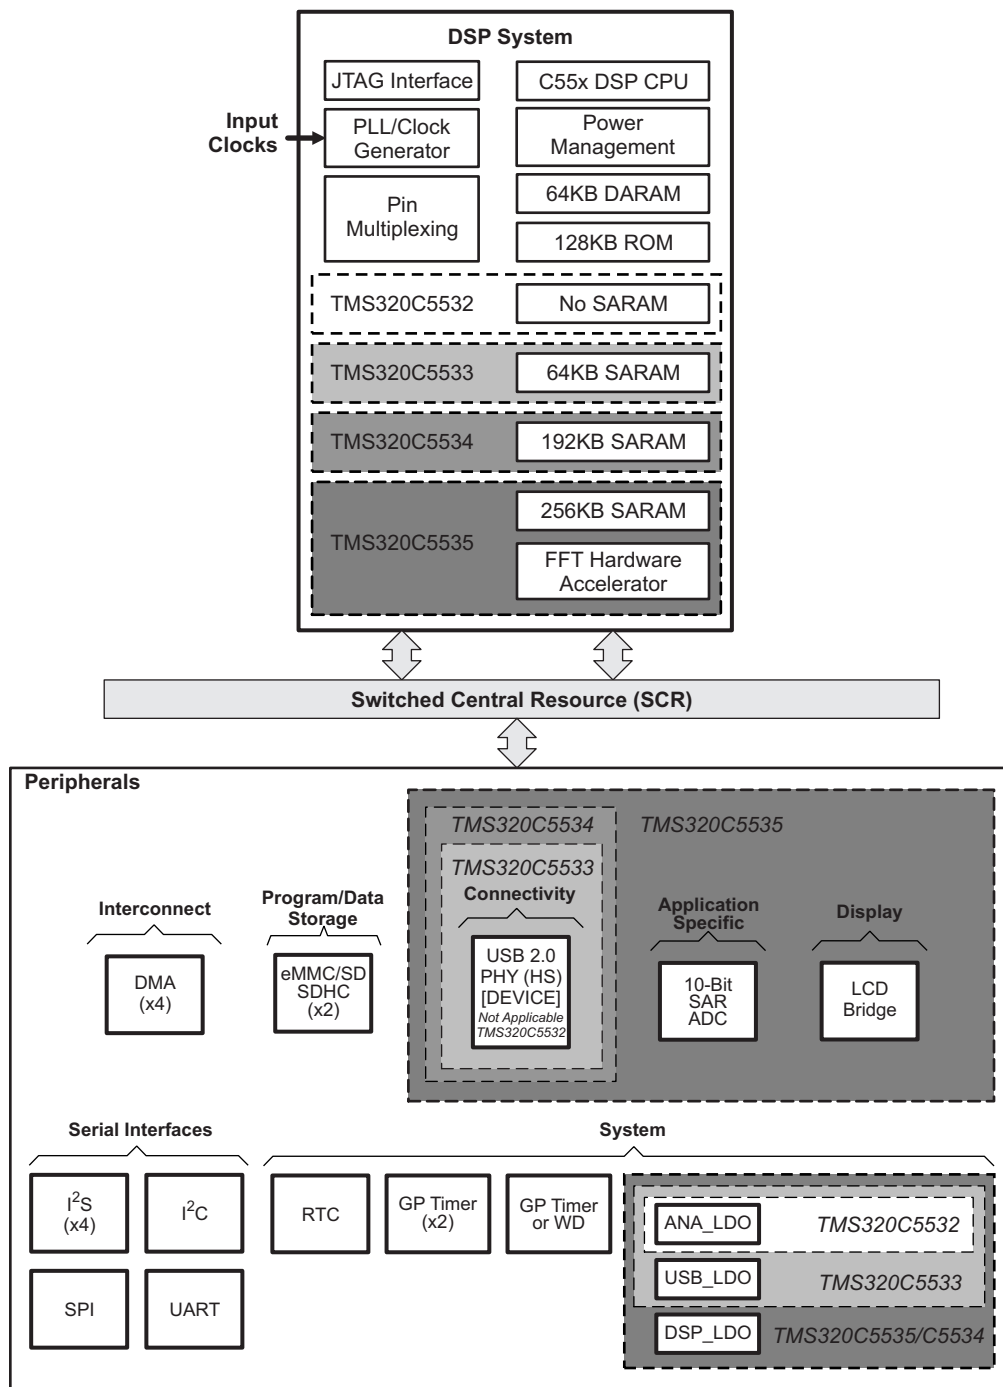 DSP System
JTAG Interface
C55x DSP CPU
Input
Clocks
PLL/Clock
Generator
Power
Management
Pin
Multiplexing
64KB DARAM
128KB ROM
TMS320C5532
No SARAM
TMS320C5533
64KB SARAM
TMS320C5534
192KB SARAM
TMS320C5535
256KB SARAM
FFT Hardware
Accelerator
Switched Central Resource (SCR)
Peripherals
TMS320C5534
TMS320C5535
TMS320C5533
Interconnect
DMA
(x4)
Program/Data
Storage
eMMC/SD
SDHC
(x2)
Connectivity
USB 2.0
PHY (HS)
[DEVICE]
Not Applicable
TMS320C5532
Application
Specific
10-Bit
SAR
ADC
Display
LCD
Bridge
Serial Interfaces
I²S
(x4)
I²C
SPI
UART
System
RTC
GP Timer
(x2)
GP Timer
or WD
ANA_LDO
TMS320C5532
USB_LDO
TMS320C5533
DSP_LDO
TMS320C5535/C5534